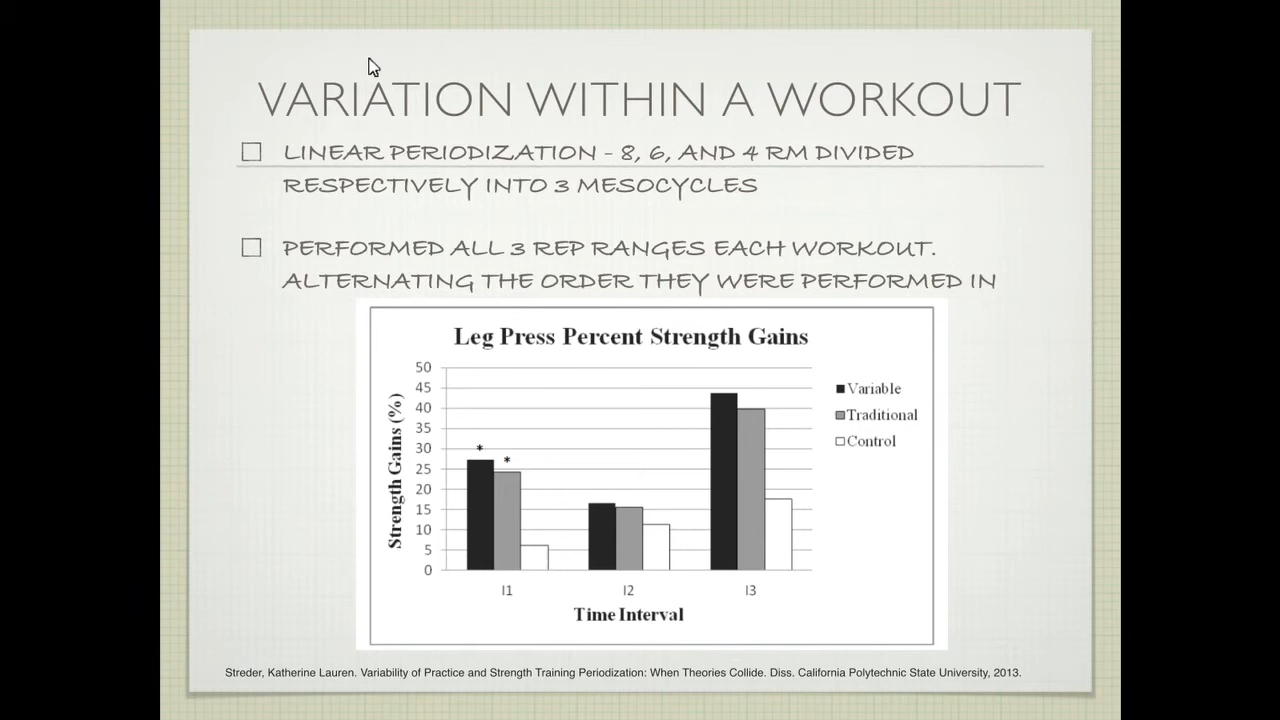 VARIATION WITHIN A WORKOUT
LINEAR PERIODIZATION - 8, 6, AND 4 RM DIVIDED
RESPECTIVELY INTO 3 MESOCYCLES
PERFORMED ALL 3 REP RANGES EACH WORKOUT.
ALTERNATING THE ORDER THEY WERE PERFORMED IN
Leg Press Percent Strength Gains
Strength Gains (%)
50
45
40
35
30
25
20
15
10
5
0
* *
I1 I2 I3
Time Interval
Variable
Traditional
Control
Streder, Katherine Lauren. Variability of Practice and Strength Training Periodization: When Theories Collide. Diss. California Polytechnic State University, 2013.